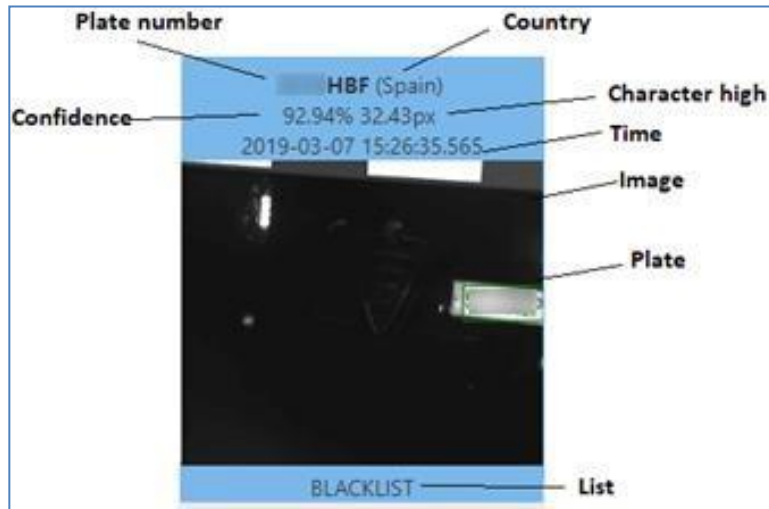 Plate number
Country
HBF (Spain)
Confidence
92.94% 32.43px
Character high
2019-03-07 15:26:35.565
Time
Image
Plate
BLACKLIST
List